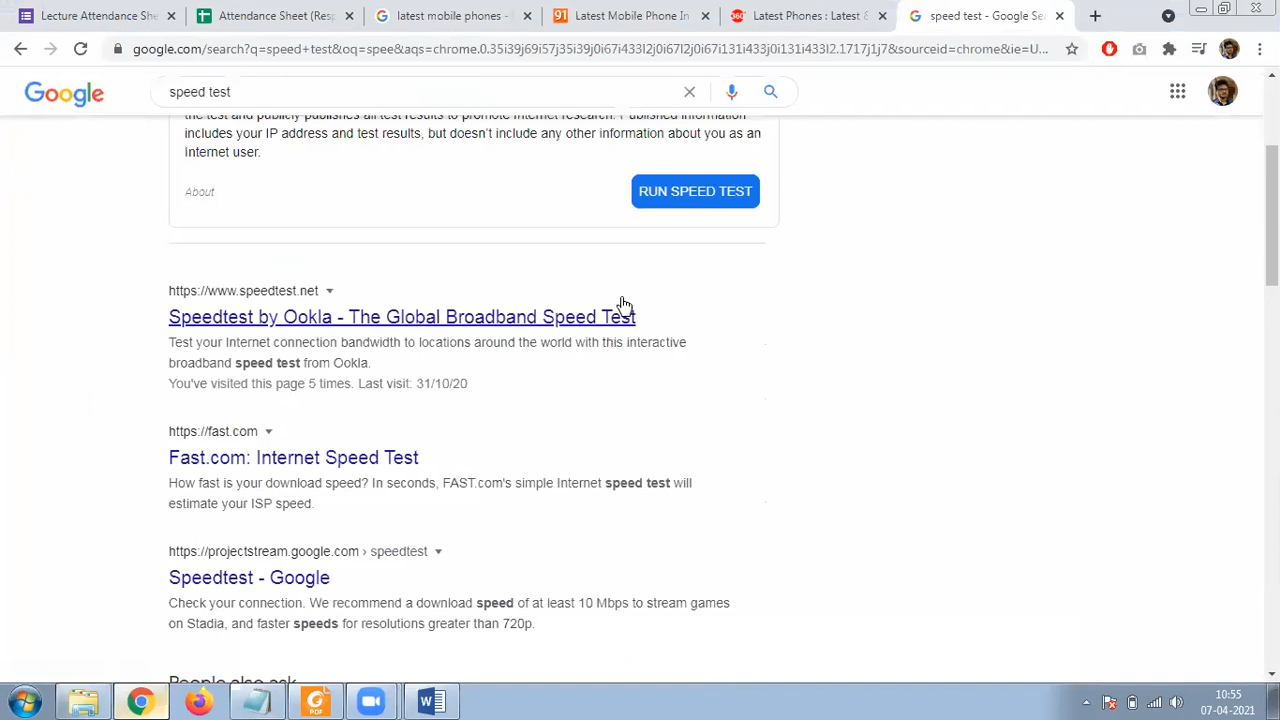 Lecture Attendance She
Attendance Sheet (Resp
latest mobile phones -
Latest Mobile Phone In
Latest Phones : Latest &
speed test - Google Sea
google.com/search?q=speed+test&oq=spee&aqs=chrome.0.35i39j69i57j35i39j0i67i433l2j0i67l2j0i67i131i433j0i131i433l2.1717j1j7&sourceid=chrome&ie=U...
Google
speed test
the test and publicly publishes all test results to promote Internet research. Published information
includes your IP address and test results, but doesn't include any other information about you as an
Internet user.
About
RUN SPEED TEST
https://www.speedtest.net
Speedtest by Ookla - The Global Broadband Speed Test
Test your Internet connection bandwidth to locations around the world with this interactive
broadband speed test from Ookla.
You've visited this page 5 times. Last visit: 31/10/20
https://fast.com
Fast.com: Internet Speed Test
How fast is your download speed? In seconds, FAST.com's simple Internet speed test will
estimate your ISP speed.
https://projectstream.google.com › speedtest
Speedtest - Google
Check your connection. We recommend a download speed of at least 10 Mbps to stream games
on Stadia, and faster speeds for resolutions greater than 720p.
People also ask
10:55
07-04-2021